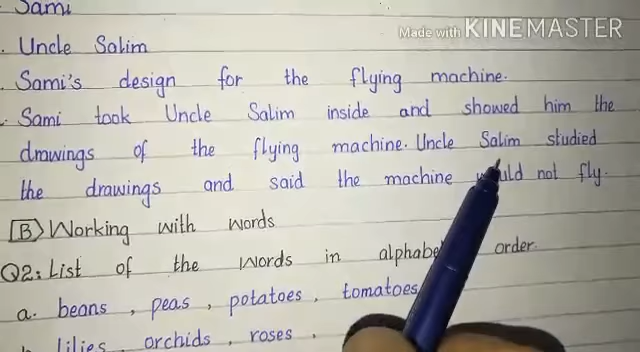 Sami
Made with KINEMASTER
. Uncle Salim
. Sami's design for the flying machine.
. Sami took Uncle Salim inside and showed him the
drawings of the flying machine. Uncle Salim studied
the drawings and said the machine would not fly.
B) Working with words
Q2: List of the words in alphabe order.
a. beans , peas , potatoes , tomatoes
lilies , orchids , roses ,